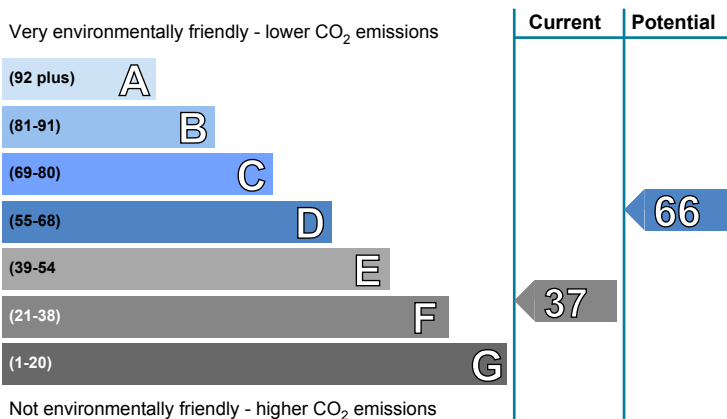 Current Potential
Very environmentally friendly - lower CO2 emissions
(92 plus) A
(81-91) B
(69-80) C
(55-68) D
66
(39-54 E
(21-38) F
37
(1-20) G
Not environmentally friendly - higher CO2 emissions